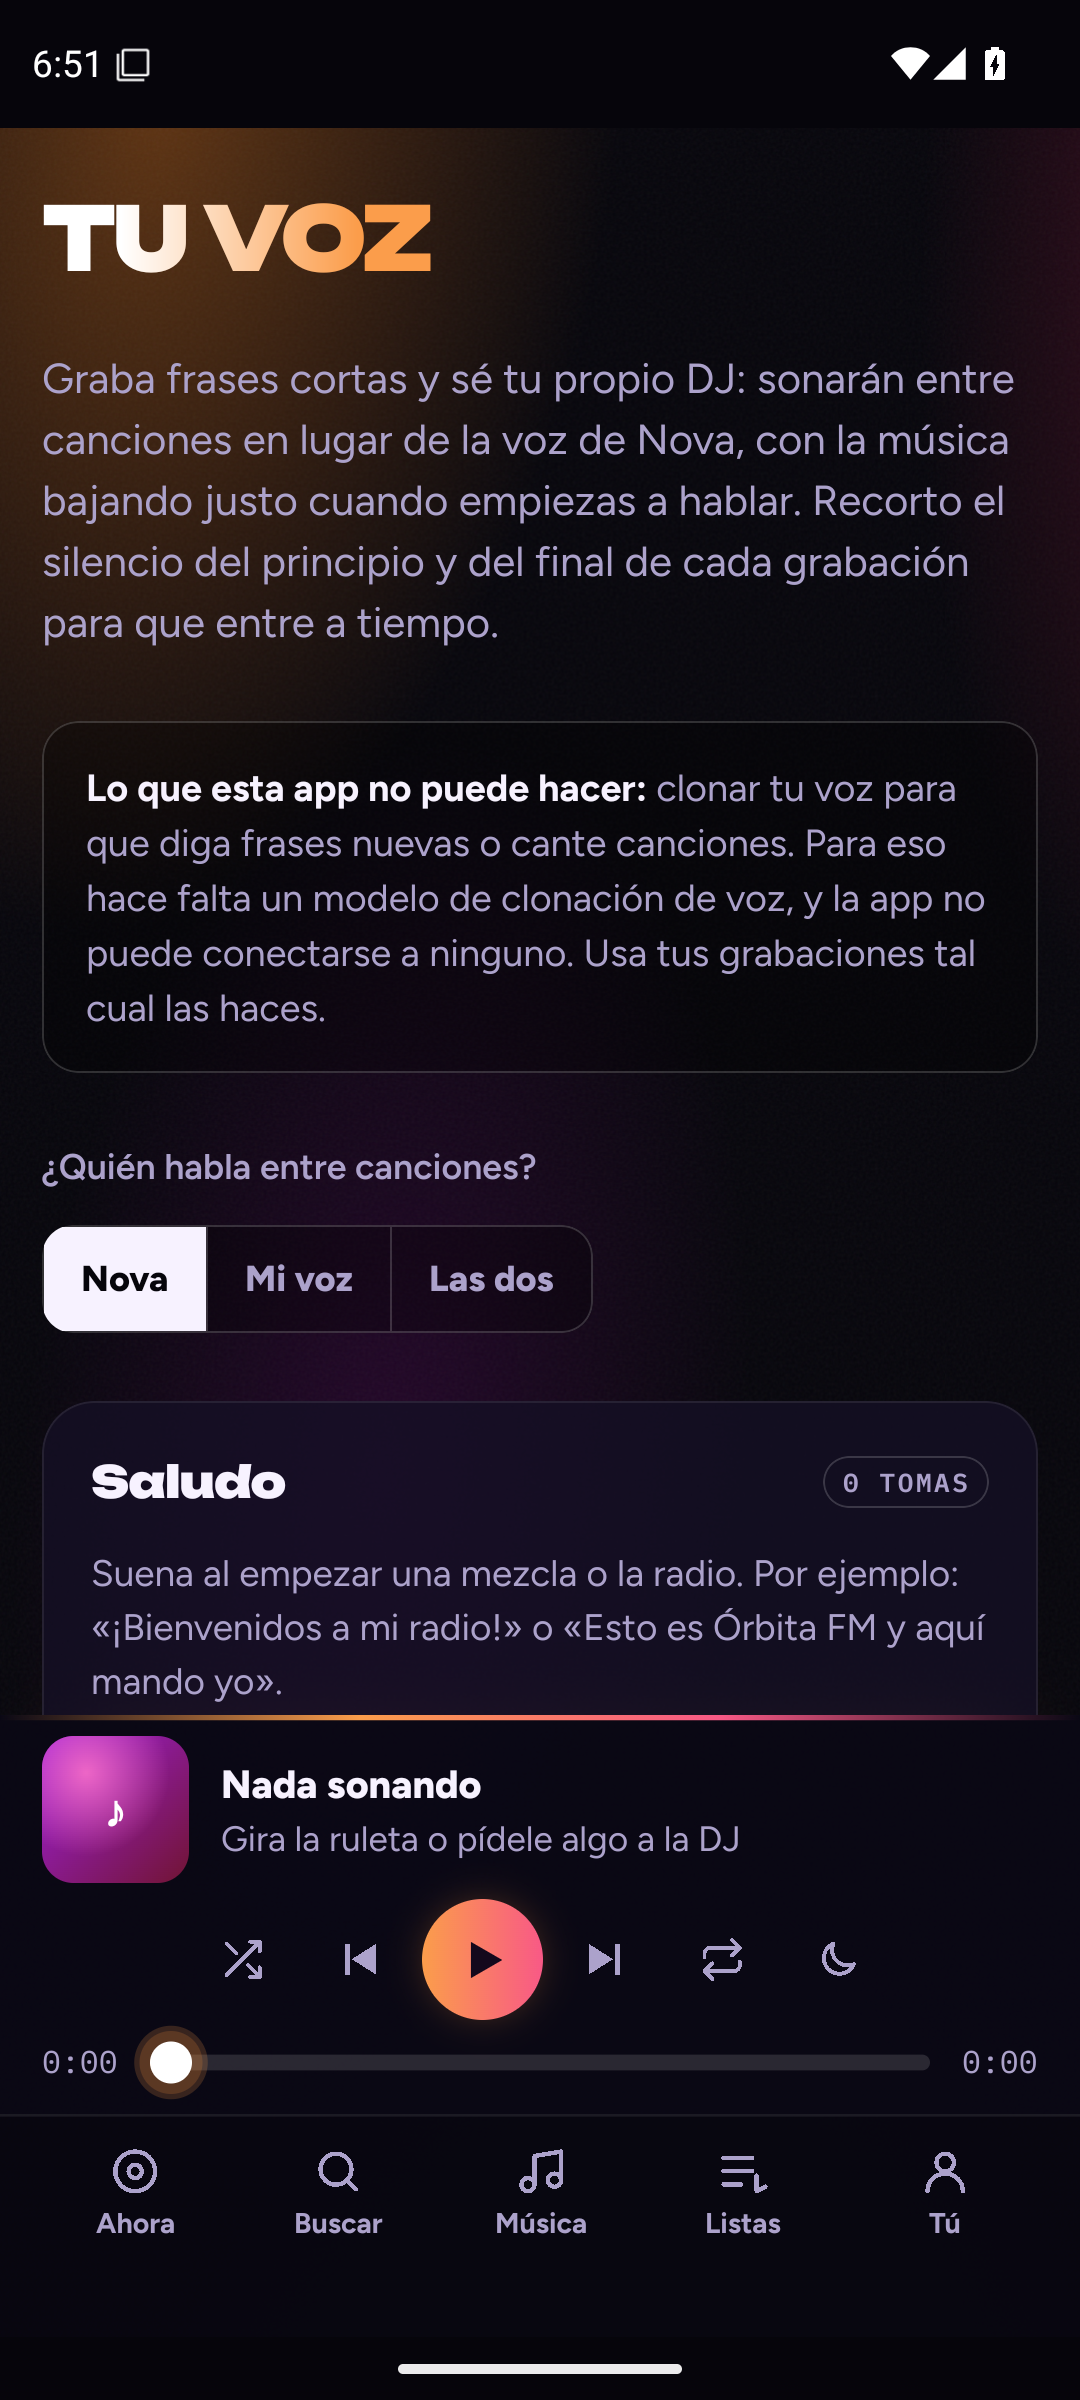 6:51
TU VOZ
Graba frases cortas y sé tu propio DJ: sonarán entre
canciones en lugar de la voz de Nova, con la música
bajando justo cuando empiezas a hablar. Recorto el
silencio del principio y del final de cada grabación
para que entre a tiempo.
Lo que esta app no puede hacer: clonar tu voz para
que diga frases nuevas o cante canciones. Para eso
hace falta un modelo de clonación de voz, y la app no
puede conectarse a ninguno. Usa tus grabaciones tal
cual las haces.
¿Quién habla entre canciones?
Nova Mi voz Las dos
Saludo 0 TOMAS
Suena al empezar una mezcla o la radio. Por ejemplo:
«¡Bienvenidos a mi radio!» o «Esto es Órbita FM y aquí
mando yo».
Nada sonando
Gira la ruleta o pídele algo a la DJ
0:00 0:00
Ahora Buscar Música Listas Tú